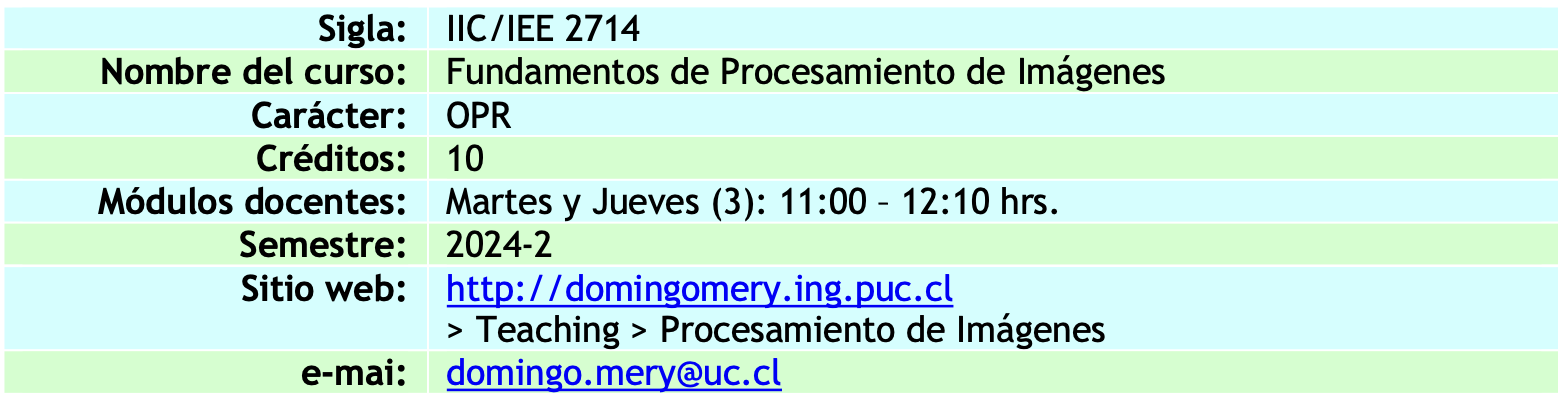 Sigla: IIC/IEE 2714
Nombre del curso: Fundamentos de Procesamiento de Imágenes
Carácter: OPR
Créditos: 10
Módulos docentes: Martes y Jueves (3): 11:00 – 12:10 hrs.
Semestre: 2024-2
Sitio web: http://domingomery.ing.puc.cl
> Teaching > Procesamiento de Imágenes
e-mai: domingo.mery@uc.cl